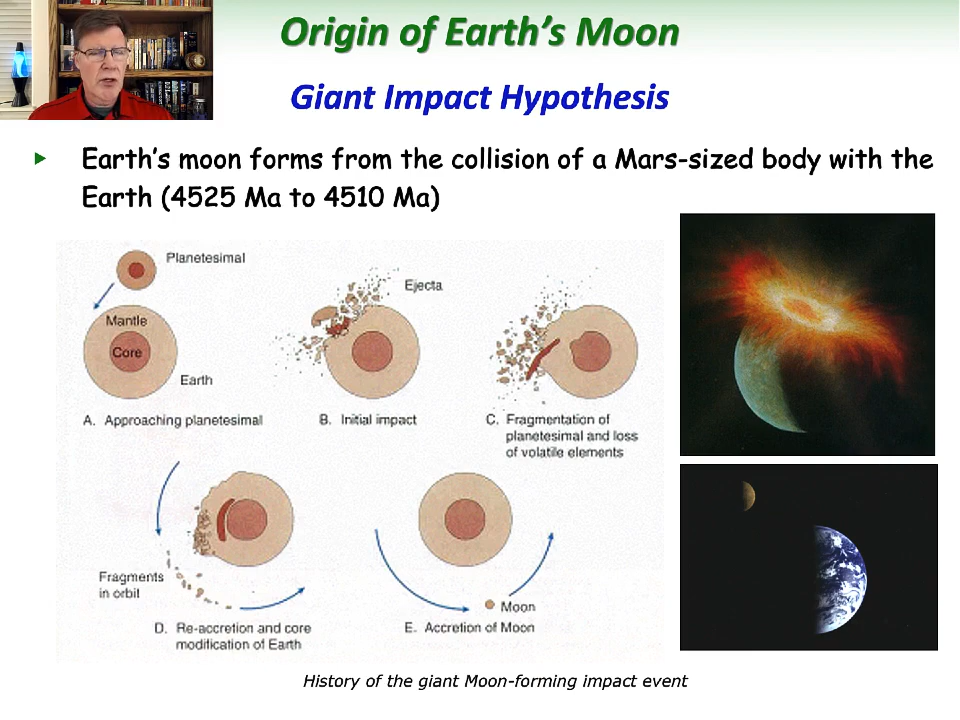 Origin of Earth's Moon
Giant Impact Hypothesis
Earth's moon forms from the collision of a Mars-sized body with the
Earth (4525 Ma to 4510 Ma)
Planetesimal
Mantle
Core
Earth
A. Approaching planetesimal
Ejecta
B. Initial impact
C. Fragmentation of
planetesimal and loss
of volatile elements
Fragments
in orbit
D. Re-accretion and core
modification of Earth
Moon
E. Accretion of Moon
History of the giant Moon-forming impact event